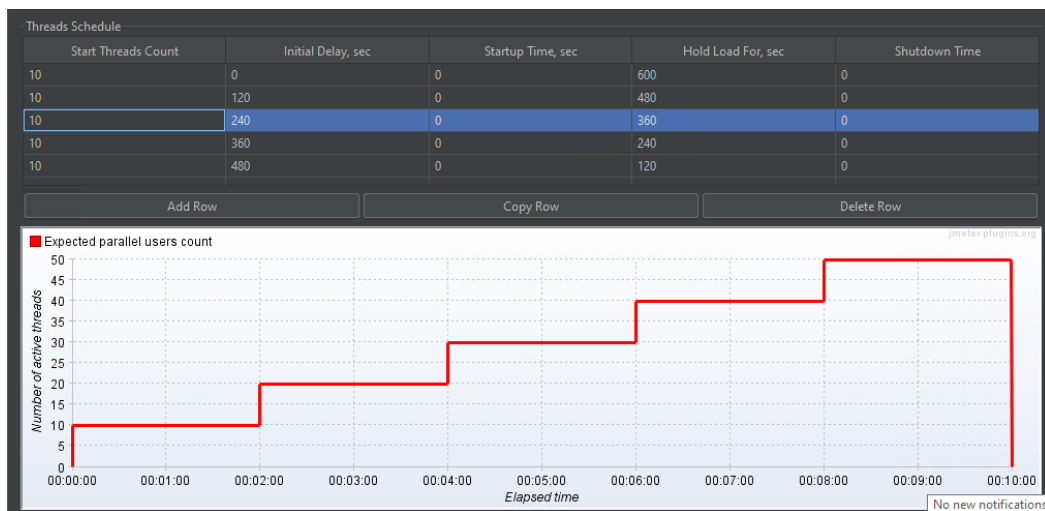 Threads Schedule
Start Threads Count Initial Delay, sec Startup Time, sec Hold Load For, sec Shutdown Time
10 0 0 600 0
10 120 0 480 0
10 240 0 360 0
10 360 0 240 0
10 480 0 120 0
Add Row Copy Row Delete Row
jmeter-plugins.org
Expected parallel users count
50
45
40
35
30
25
20
15
10
5
0
Number of active threads
00:00:00 00:01:00 00:02:00 00:03:00 00:04:00 00:05:00 00:06:00 00:07:00 00:08:00 00:09:00 00:10:00
Elapsed time
No new notifications